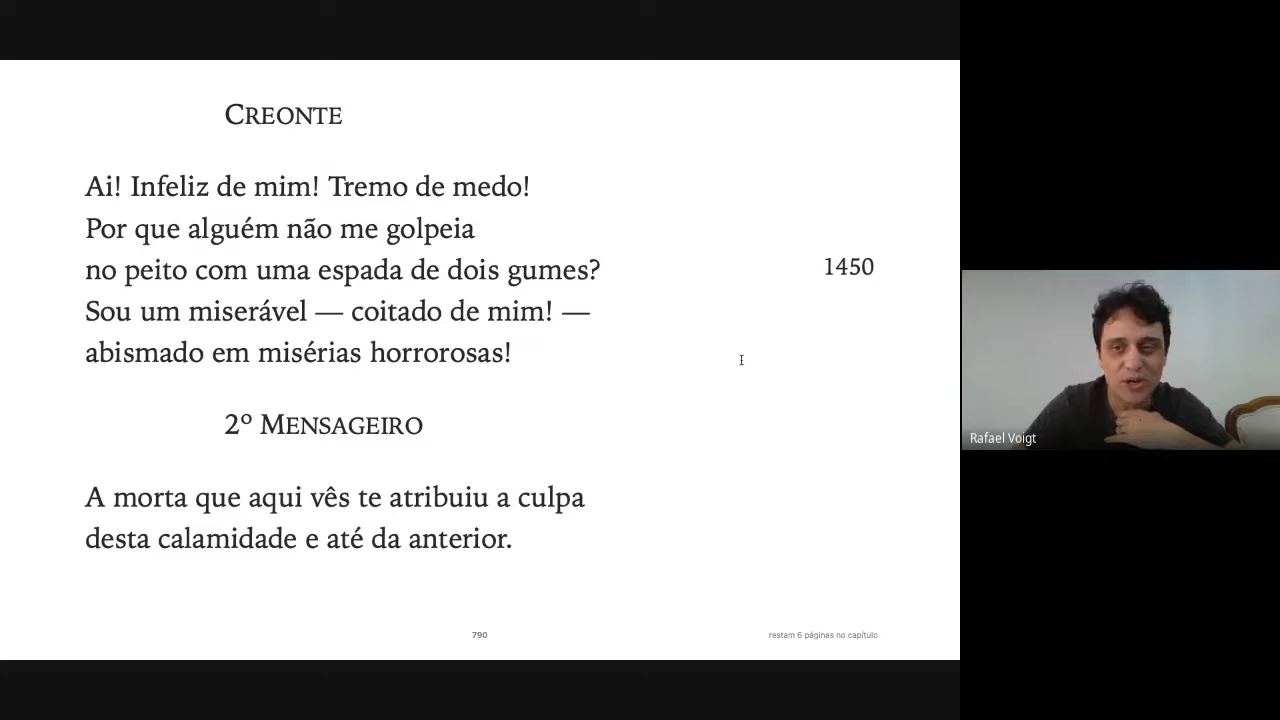 CREONTE
Ai! Infeliz de mim! Tremo de medo!
Por que alguém não me golpeia
no peito com uma espada de dois gumes? 1450
Sou um miserável — coitado de mim! —
abismado em misérias horrorosas!
2º MENSAGEIRO
A morta que aqui vês te atribuiu a culpa
desta calamidade e até da anterior.
790 restam 6 páginas no capítulo
Rafael Voigt